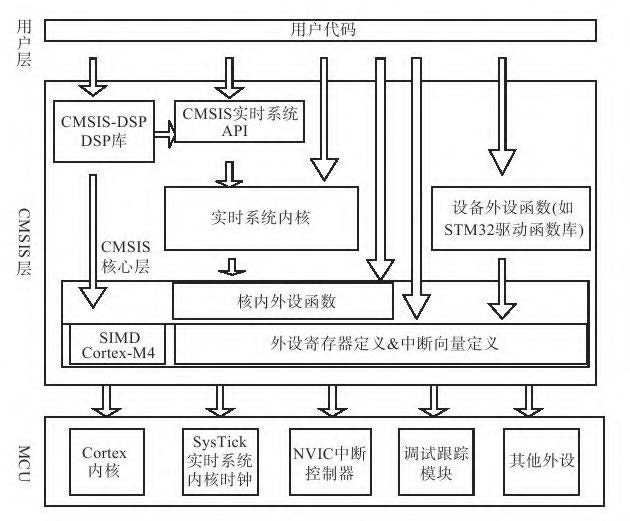 用户层
用户代码
CMSIS层
CMSIS-DSP
DSP库
CMSIS实时系统
API
实时系统内核
设备外设函数(如
STM32驱动函数库)
CMSIS
核心层
核内外设函数
SIMD
Cortex-M4
外设寄存器定义&中断向量定义
MCU
Cortex
内核
SysTick
实时系统
内核时钟
NVIC中断
控制器
调试跟踪
模块
其他外设